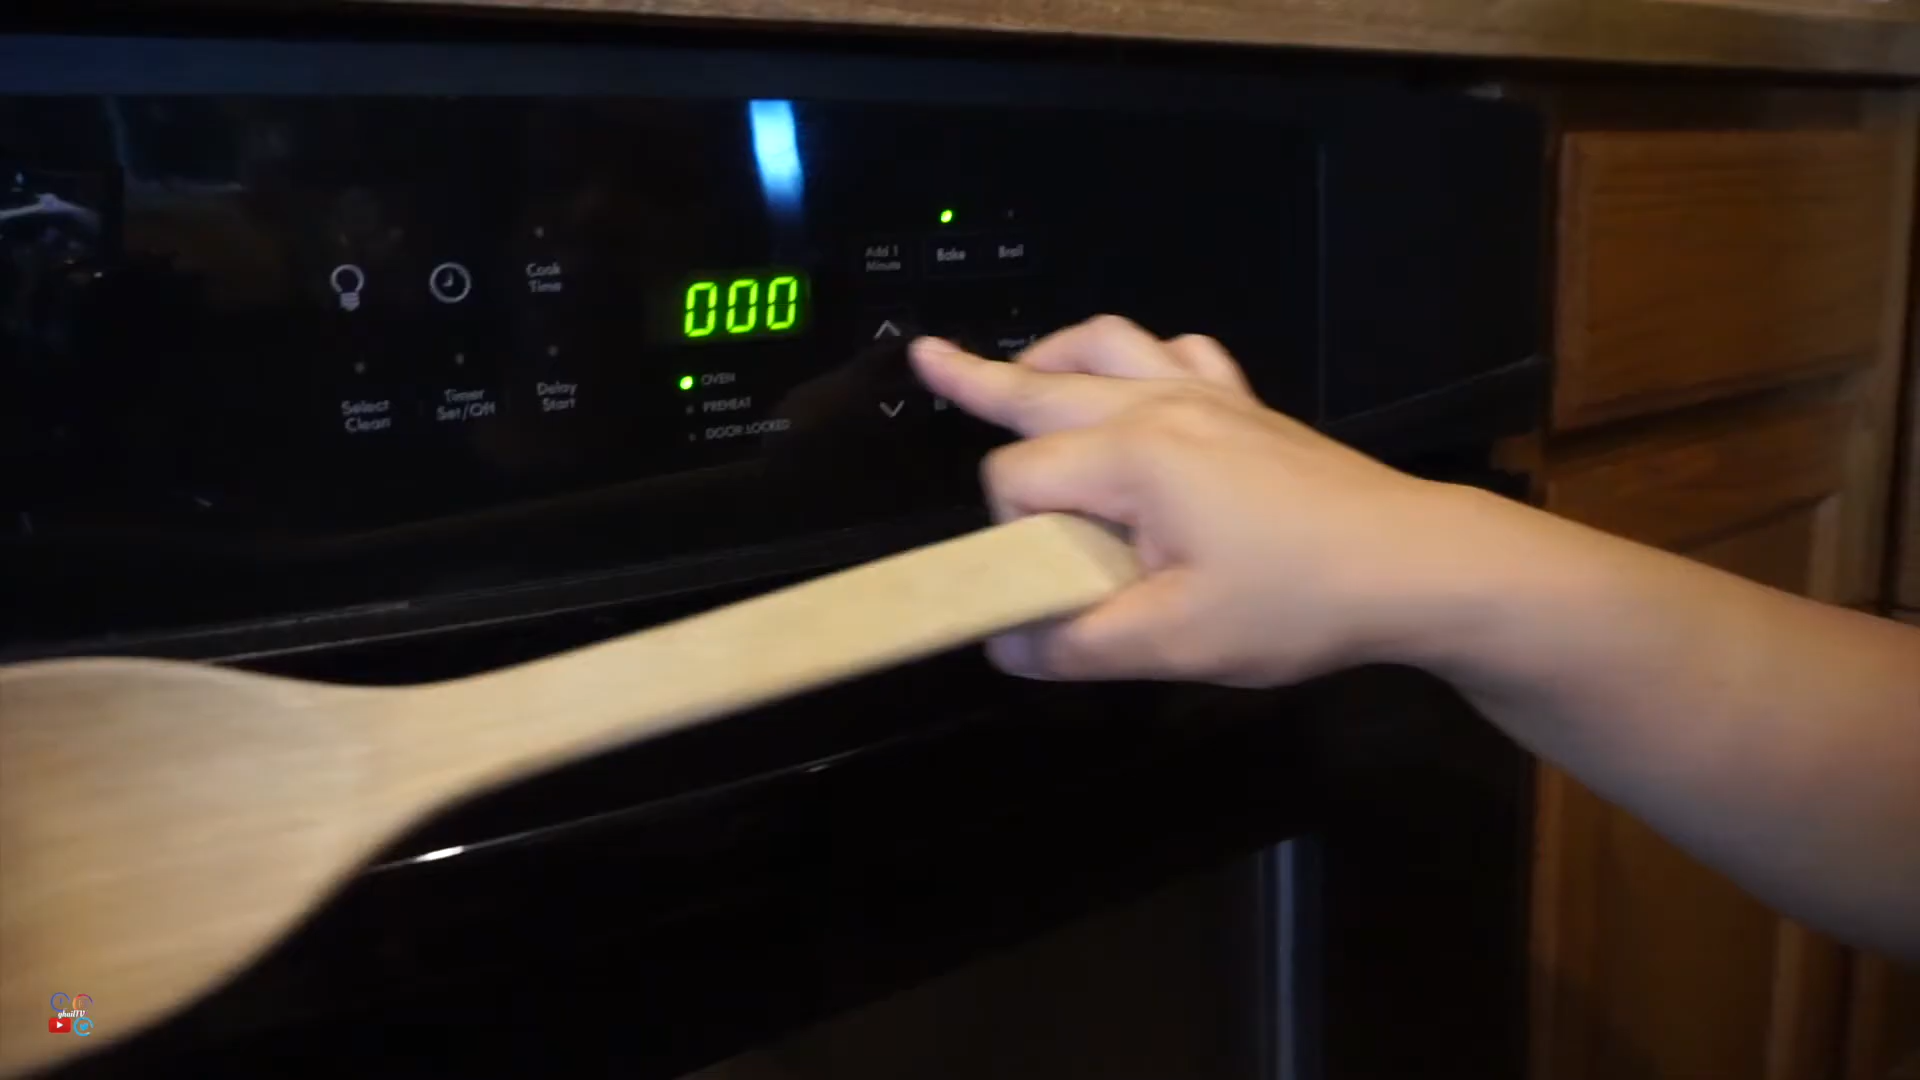 Cook
Time
Select
Clean
Timer
Set/Off
Delay
Start
000
OVEN
PREHEAT
DOOR LOCKED
Add 1
Minute
Bake
Broil
ghailTV